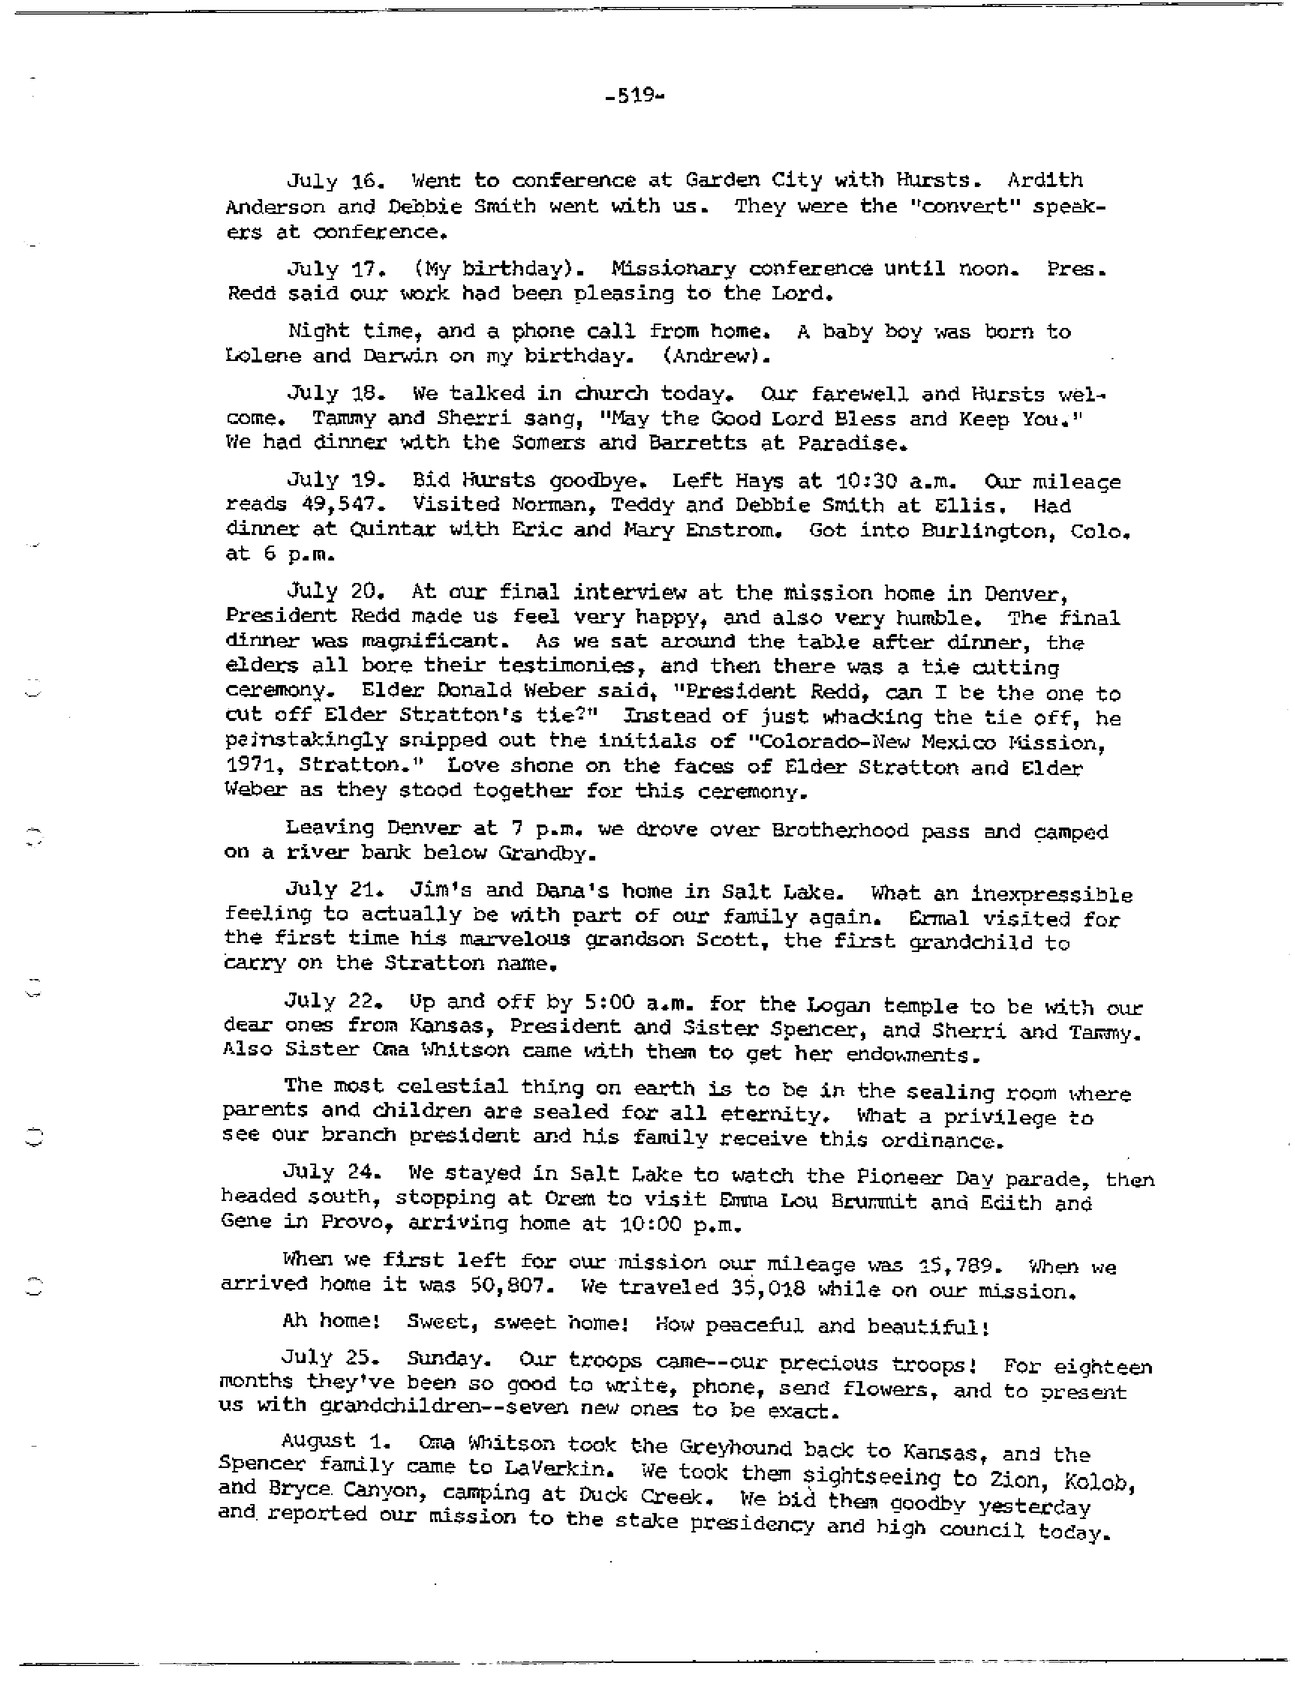 -519-
July 16. Went to conference at Garden City with Hursts. Ardith
Anderson and Debbie Smith went with us. They were the "convert" speak-
ers at conference.
July 17. (My birthday). Missionary conference until noon. Pres.
Redd said our work had been pleasing to the Lord.
Night time, and a phone call from home. A baby boy was born to
Lolene and Darwin on my birthday. (Andrew).
July 18. We talked in church today. Our farewell and Hursts wel-
come. Tammy and Sherri sang, "May the Good Lord Bless and Keep You."
We had dinner with the Somers and Barretts at Paradise.
July 19. Bid Hursts goodbye. Left Hays at 10:30 a.m. Our mileage
reads 49,547. Visited Norman, Teddy and Debbie Smith at Ellis. Had
dinner at Quintar with Eric and Mary Enstrom. Got into Burlington, Colo.
at 6 p.m.
July 20. At our final interview at the mission home in Denver,
President Redd made us feel very happy, and also very humble. The final
dinner was magnificant. As we sat around the table after dinner, the
elders all bore their testimonies, and then there was a tie cutting
ceremony. Elder Donald Weber said, "President Redd, can I be the one to
cut off Elder Stratton's tie?" Instead of just whacking the tie off, he
painstakingly snipped out the initials of "Colorado-New Mexico Mission,
1971, Stratton." Love shone on the faces of Elder Stratton and Elder
Weber as they stood together for this ceremony.
Leaving Denver at 7 p.m. we drove over Brotherhood pass and camped
on a river bank below Grandby.
July 21. Jim's and Dana's home in Salt Lake. What an inexpressible
feeling to actually be with part of our family again. Ermal visited for
the first time his marvelous grandson Scott, the first grandchild to
carry on the Stratton name.
July 22. Up and off by 5:00 a.m. for the Logan temple to be with our
dear ones from Kansas, President and Sister Spencer, and Sherri and Tammy.
Also Sister Oma Whitson came with them to get her endowments.
The most celestial thing on earth is to be in the sealing room where
parents and children are sealed for all eternity. What a privilege to
see our branch president and his family receive this ordinance.
July 24. We stayed in Salt Lake to watch the Pioneer Day parade, then
headed south, stopping at Orem to visit Emma Lou Brummit and Edith and
Gene in Provo, arriving home at 10:00 p.m.
When we first left for our mission our mileage was 15,789. When we
arrived home it was 50,807. We traveled 35,018 while on our mission.
Ah home! Sweet, sweet home! How peaceful and beautiful!
July 25. Sunday. Our troops came--our precious troops! For eighteen
months they've been so good to write, phone, send flowers, and to present
us with grandchildren--seven new ones to be exact.
August 1. Oma Whitson took the Greyhound back to Kansas, and the
Spencer family came to LaVerkin. We took them sightseeing to Zion, Kolob,
and Bryce Canyon, camping at Duck Creek. We bid them goodby yesterday
and reported our mission to the stake presidency and high council today.